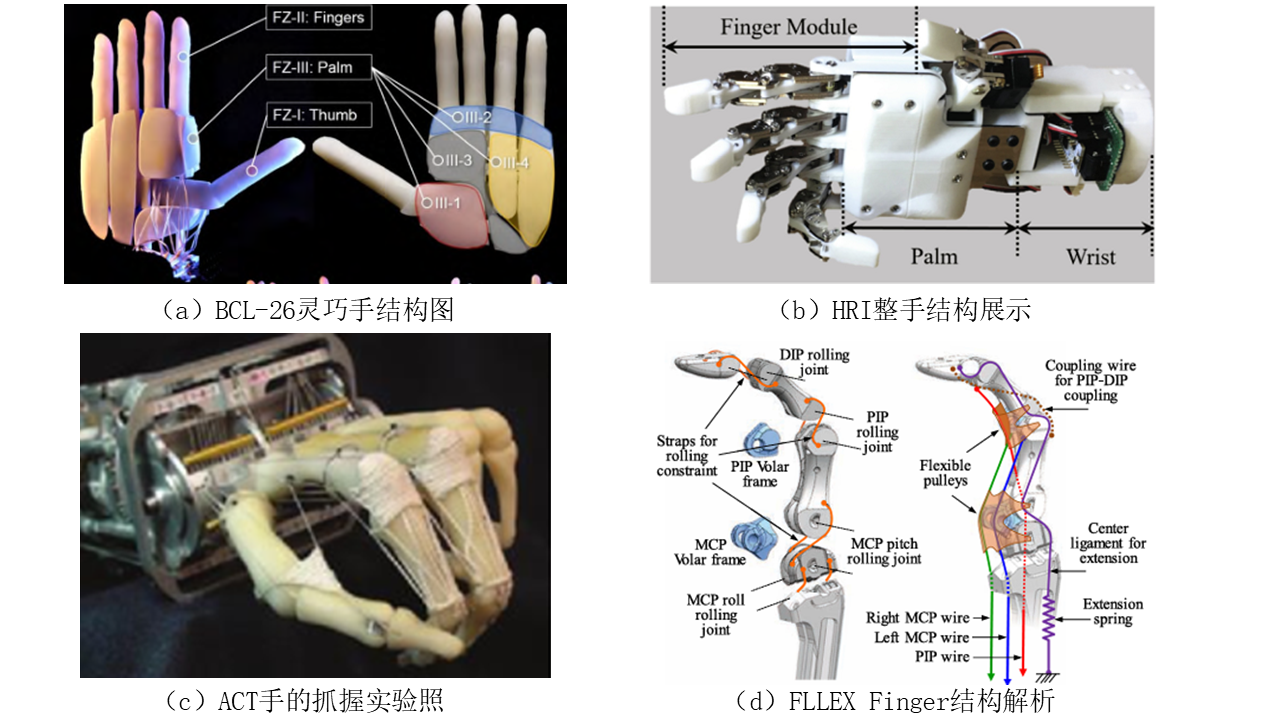 FZ-II: Fingers
FZ-III: Palm
FZ-I: Thumb
III-2
III-3
III-4
III-1
(a)BCL-26灵巧手结构图
Finger Module
Palm
Wrist
(b)HRI整手结构展示
(c)ACT手的抓握实验照
DIP rolling
joint
PIP
rolling
joint
Straps for
rolling
constraint
PIP Volar
frame
MCP
Volar frame
MCP pitch
rolling joint
MCP roll
rolling
joint
Coupling wire
for PIP-DIP
coupling
Flexible
pulleys
Center
ligament for
extension
Extension
spring
Right MCP wire
Left MCP wire
PIP wire
(d)FLLEX Finger结构解析